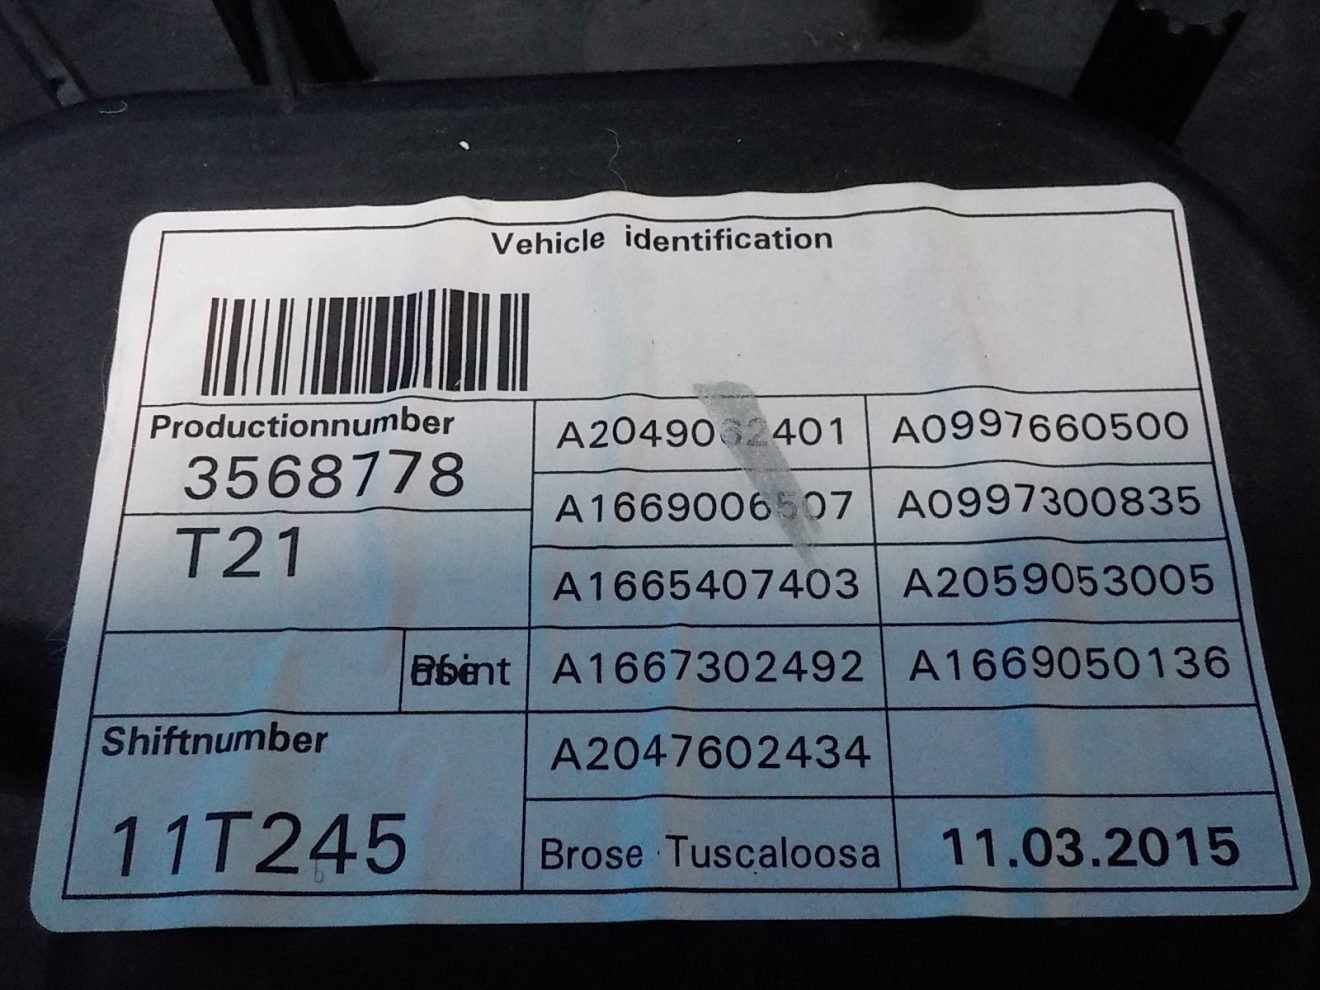 Vehicle identification
Productionnumber
3568778
T21
Shiftnumber
11T245
A2049062401 A0997660500
A1669006507 A0997300835
A1665407403 A2059053005
A1667302492 A1669050136
A2047602434
Brose Tuscaloosa 11.03.2015